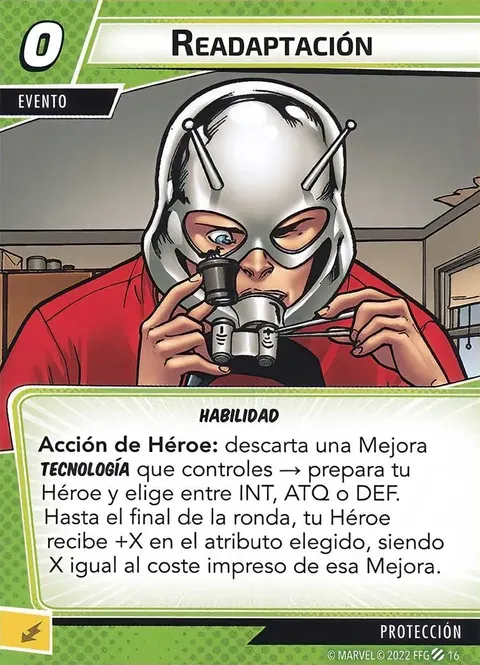 0
READAPTACIÓN
EVENTO
HABILIDAD
Acción de Héroe: descarta una Mejora
TECNOLOGÍA que controles → prepara tu
Héroe y elige entre INT, ATQ o DEF.
Hasta el final de la ronda, tu Héroe
recibe +X en el atributo elegido, siendo
X igual al coste impreso de esa Mejora.
PROTECCIÓN
© MARVEL © 2022 FFG 16